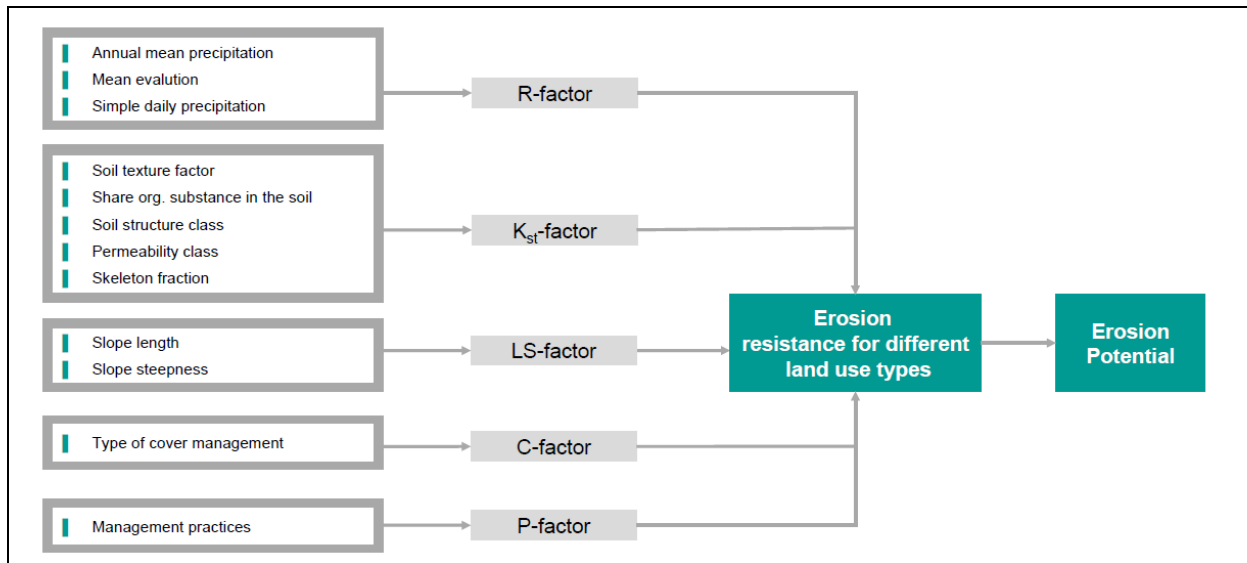 Annual mean precipitation
Mean evalution
Simple daily precipitation
R-factor
Soil texture factor
Share org. substance in the soil
Soil structure class
Permeability class
Skeleton fraction
Kst-factor
Slope length
Slope steepness
LS-factor
Erosion
resistance for different
land use types
Erosion
Potential
Type of cover management
C-factor
Management practices
P-factor